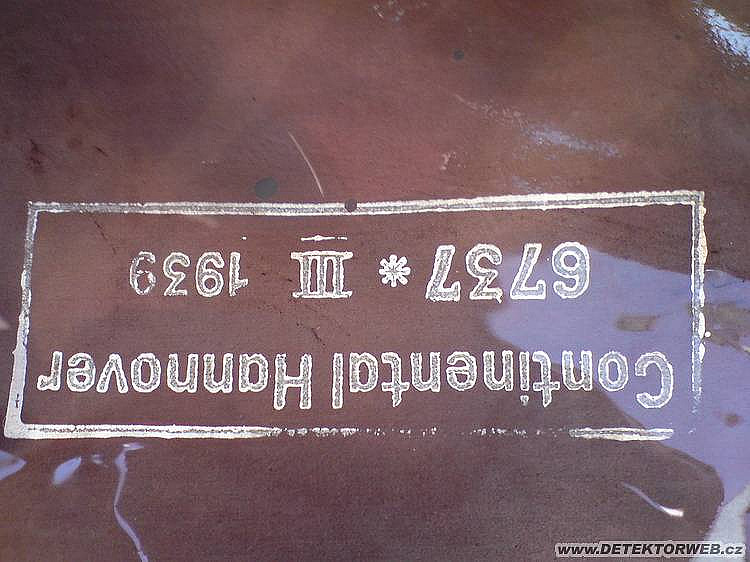 Continental Hannover
6737 * III 1939
www.DETEKTORWEB.cz